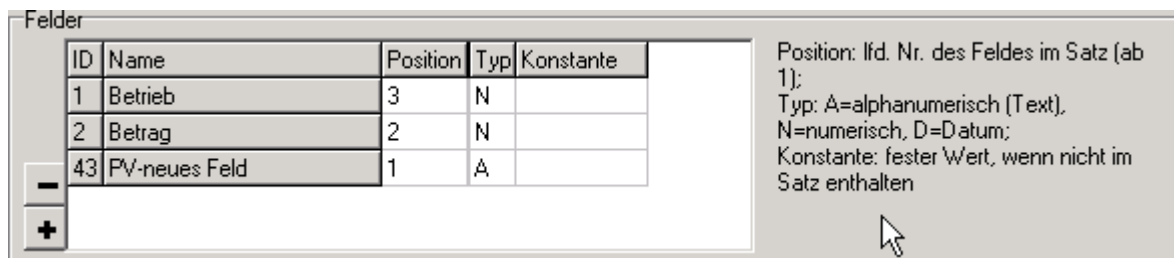 Felder
ID Name Position Typ Konstante
1 Betrieb 3 N
2 Betrag 2 N
43 PV-neues Feld 1 A
Position: lfd. Nr. des Feldes im Satz (ab
1);
Typ: A=alphanumerisch (Text),
N=numerisch, D=Datum;
Konstante: fester Wert, wenn nicht im
Satz enthalten